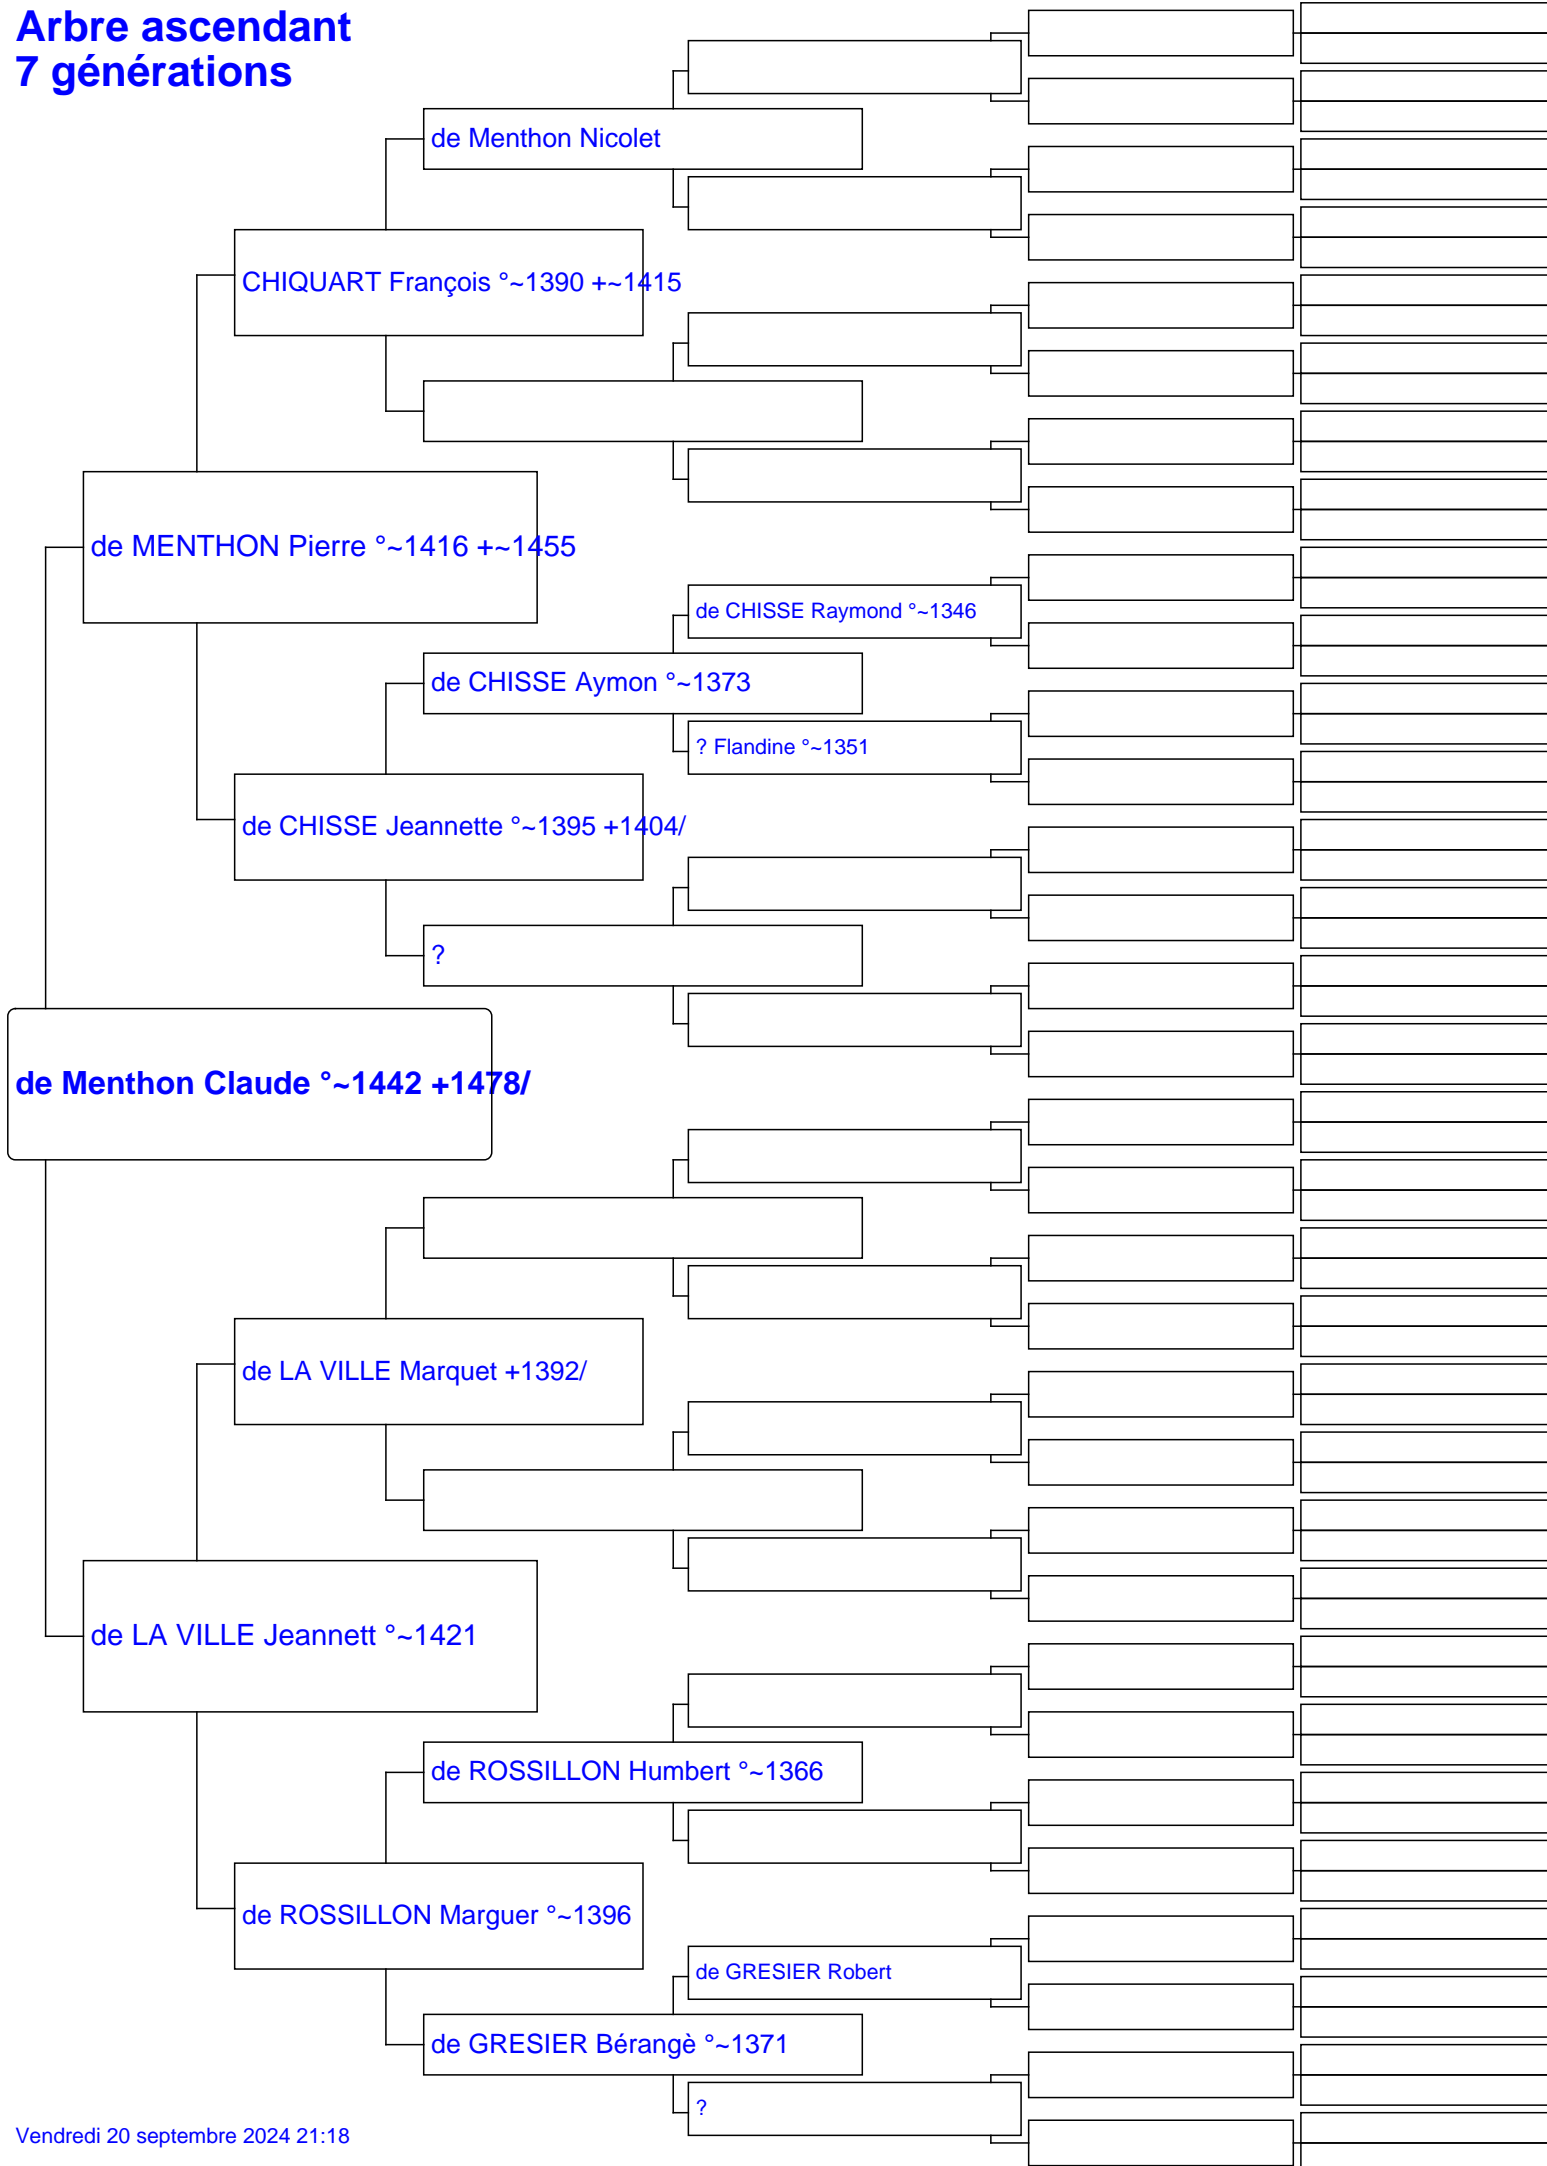 Arbre ascendant
7 générations
de Menthon Nicolet
CHIQUART François °~1390 +~1415
de MENTHON Pierre °~1416 +~1455
de CHISSE Raymond °~1346
de CHISSE Aymon °~1373
? Flandine °~1351
de CHISSE Jeannette °~1395 +1404/
?
de Menthon Claude °~1442 +1478/
de LA VILLE Marquet +1392/
de LA VILLE Jeannett °~1421
de ROSSILLON Humbert °~1366
de ROSSILLON Marguer °~1396
de GRESIER Robert
de GRESIER Bérangè °~1371
?
Vendredi 20 septembre 2024 21:18